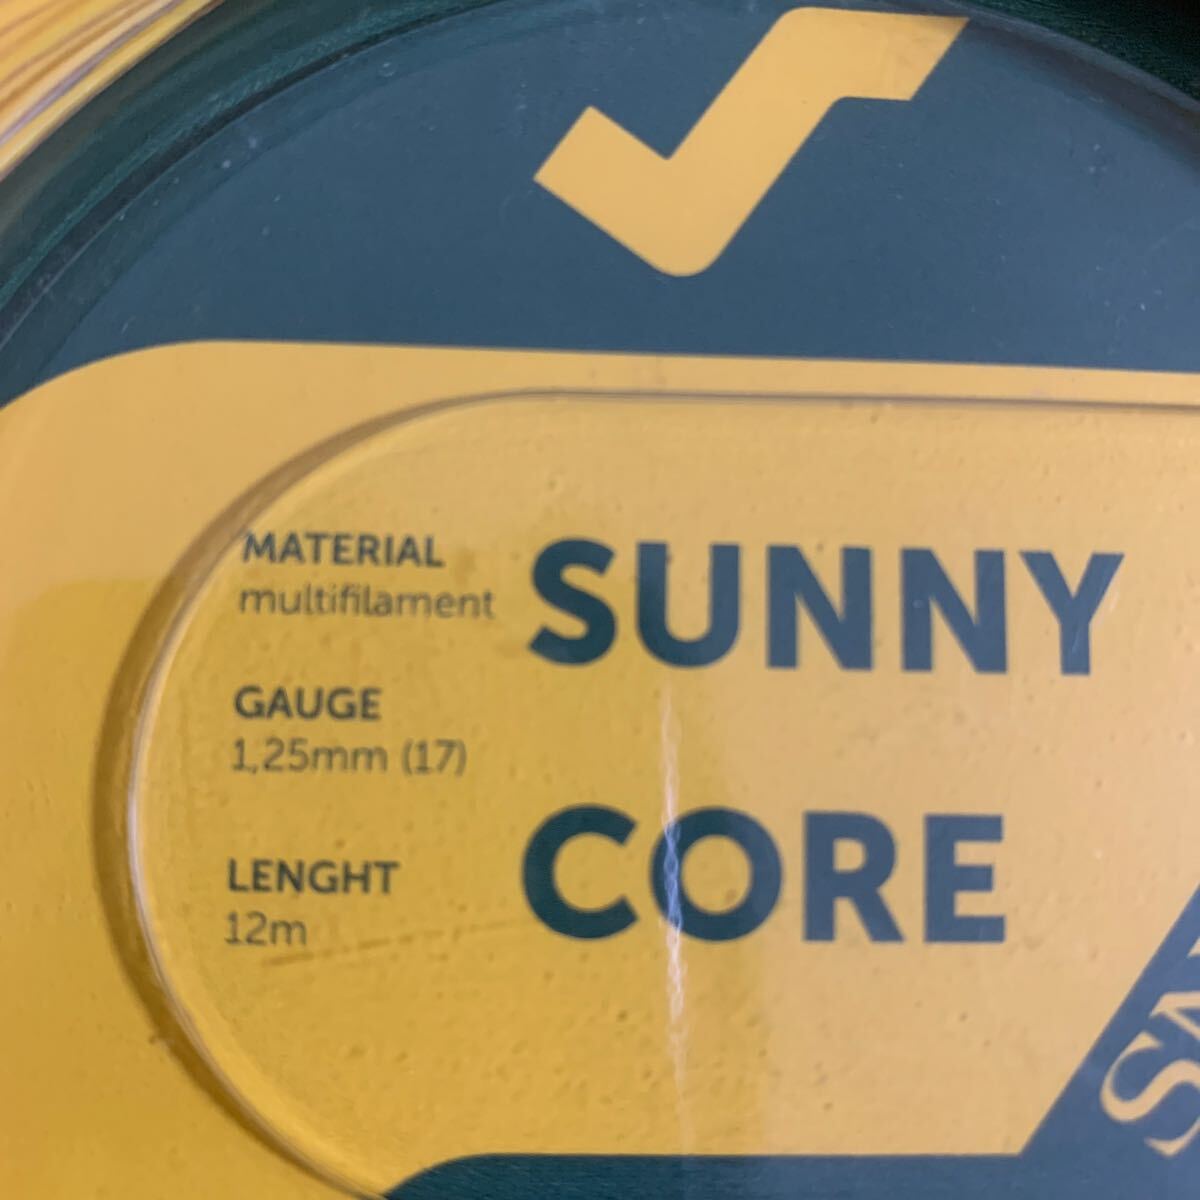 MATERIAL
multifilament
GAUGE
1,25mm (17)
LENGHT
12m
SUNNY
CORE